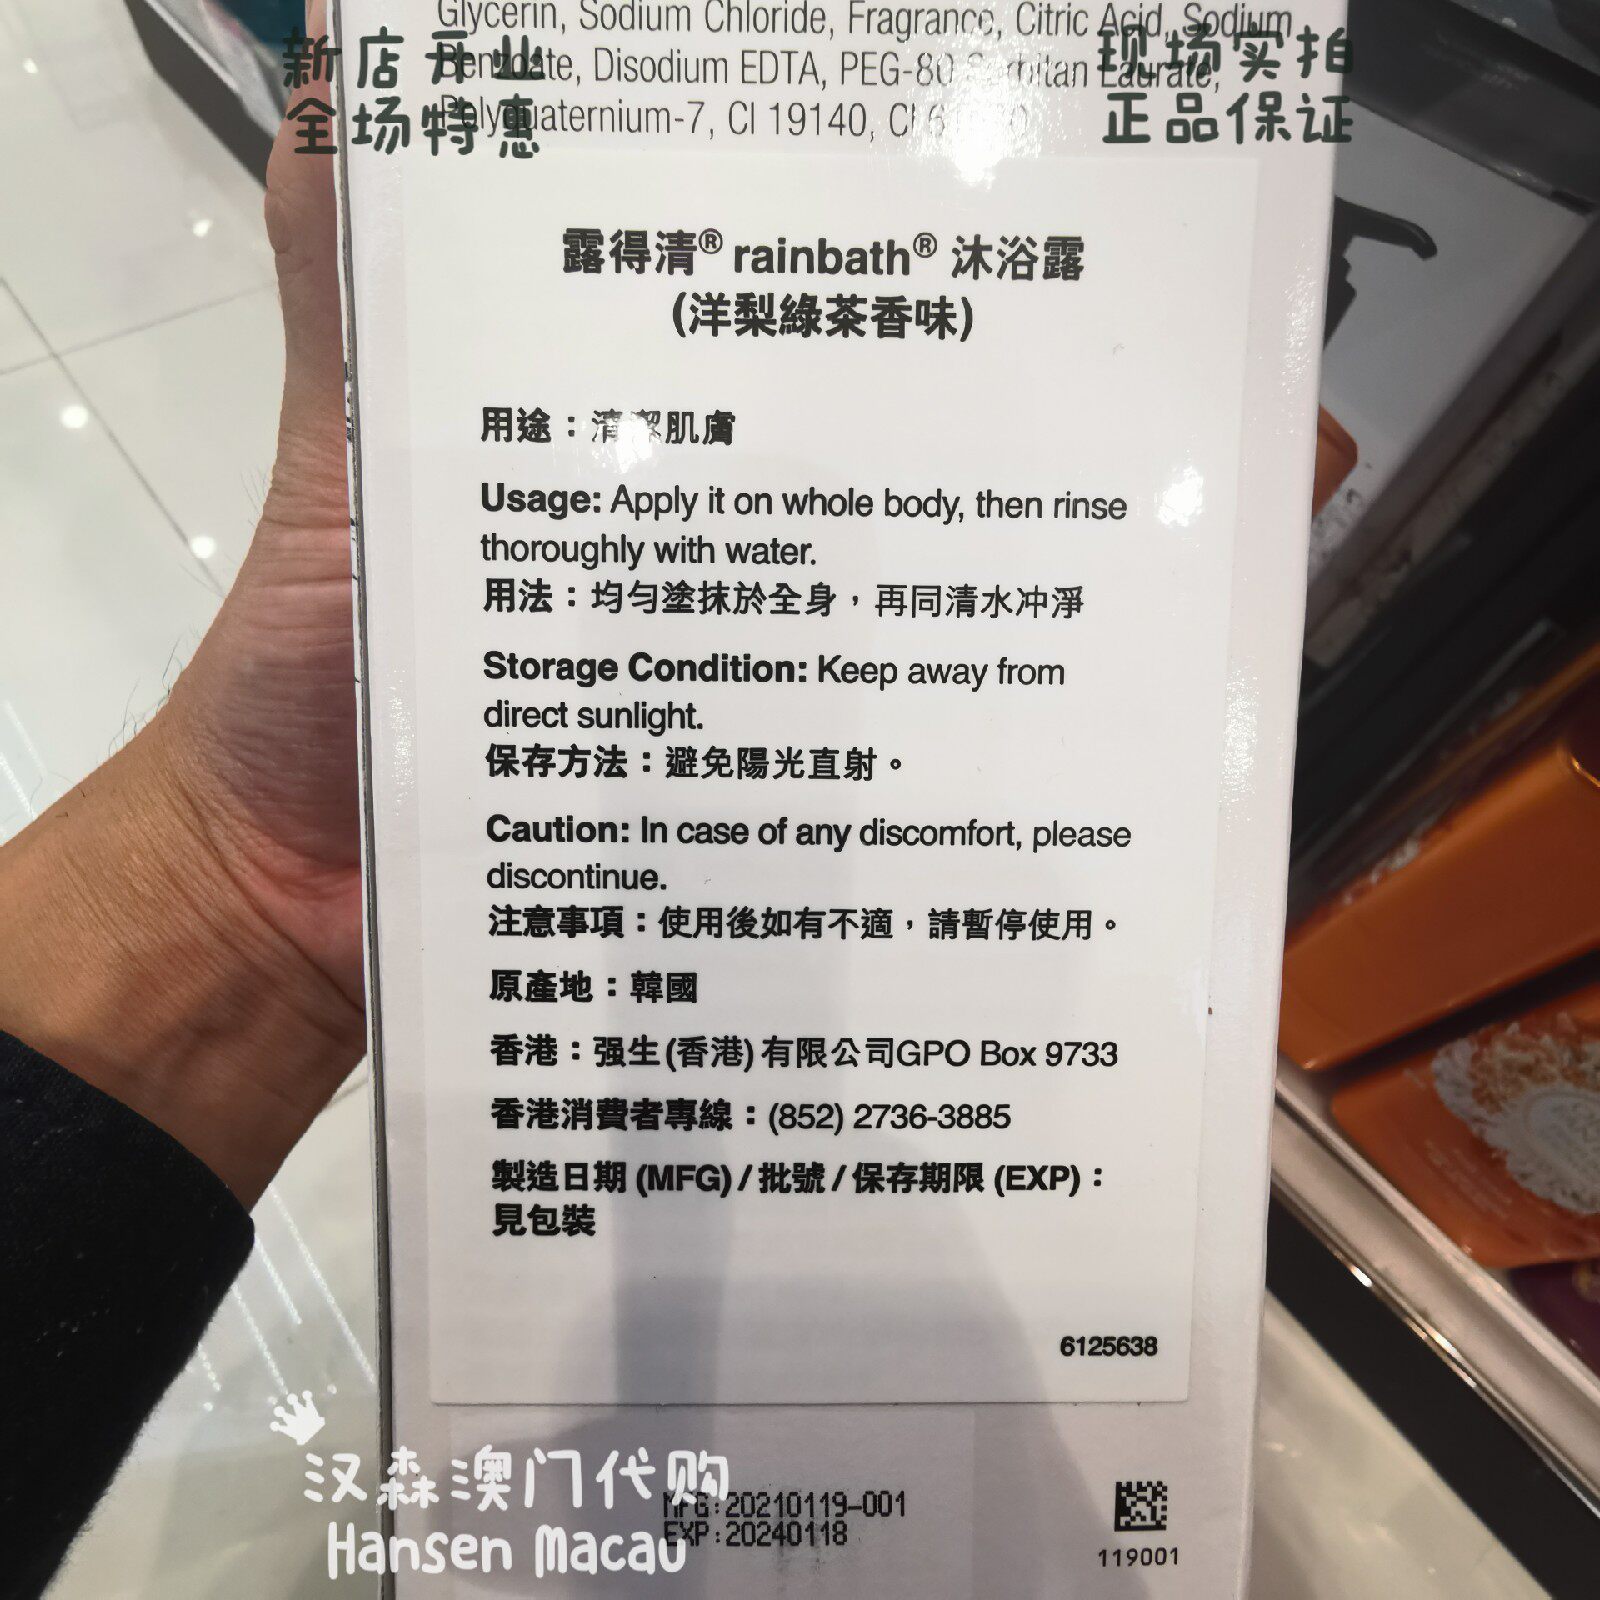 Glycerin, Sodium Chloride, Fragrance, Citric Acid, Sodium
Benzoate, Disodium EDTA, PEG-80 Sorbitan Laurate,
Polyquaternium-7, CI 19140, CI
新店开业
全场特惠
现场实拍
正品保证
露得清® rainbath® 沐浴露
(洋梨綠茶香味)
用途：清潔肌膚
Usage: Apply it on whole body, then rinse
thoroughly with water.
用法：均勻塗抹於全身，再同清水冲淨
Storage Condition: Keep away from
direct sunlight.
保存方法：避免陽光直射。
Caution: In case of any discomfort, please
discontinue.
注意事項：使用後如有不適，請暫停使用。
原產地：韓國
香港：强生(香港)有限公司GPO Box 9733
香港消費者專線：(852) 2736-3885
製造日期 (MFG) / 批號 / 保存期限 (EXP)：
見包裝
6125638
汉森澳门代购
Hansen Macau
MFG:20210119-001
EXP:20240118
119001